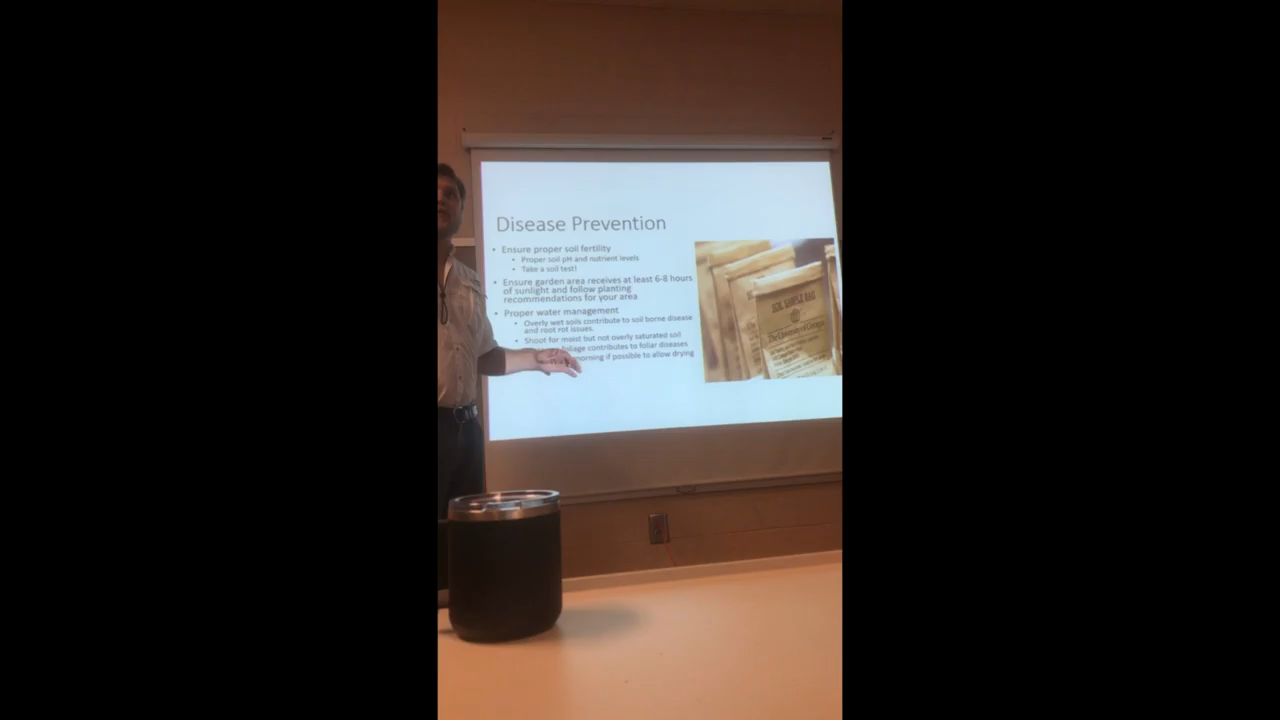 Disease Prevention
• Ensure proper soil fertility
• Proper soil pH and nutrient levels
• Take a soil test!
• Ensure garden area receives at least 6-8 hours
of sunlight and follow planting
recommendations for your area
• Proper water management
• Overly wet soils contribute to soil borne disease
and root rot issues.
• Shoot for moist but not overly saturated soil
foliage contributes to foliar diseases
morning if possible to allow drying
SOIL SAMPLE BAG
The University of Georgia